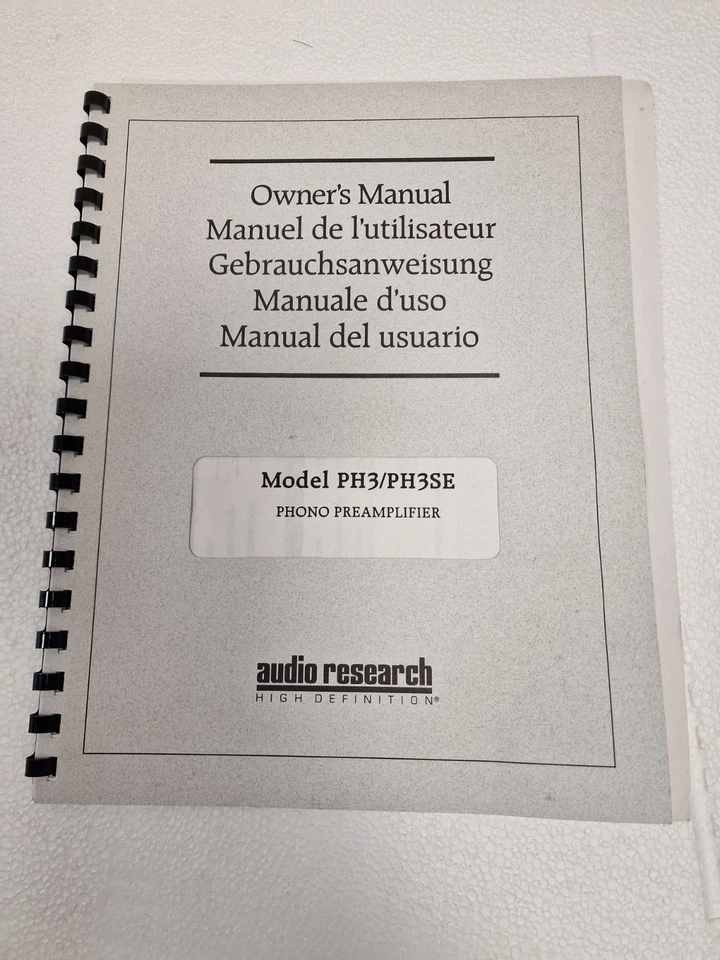 Owner's Manual
Manuel de l'utilisateur
Gebrauchsanweisung
Manuale d'uso
Manual del usuario
Model PH3/PH3SE
PHONO PREAMPLIFIER
audio research
HIGH DEFINITION®